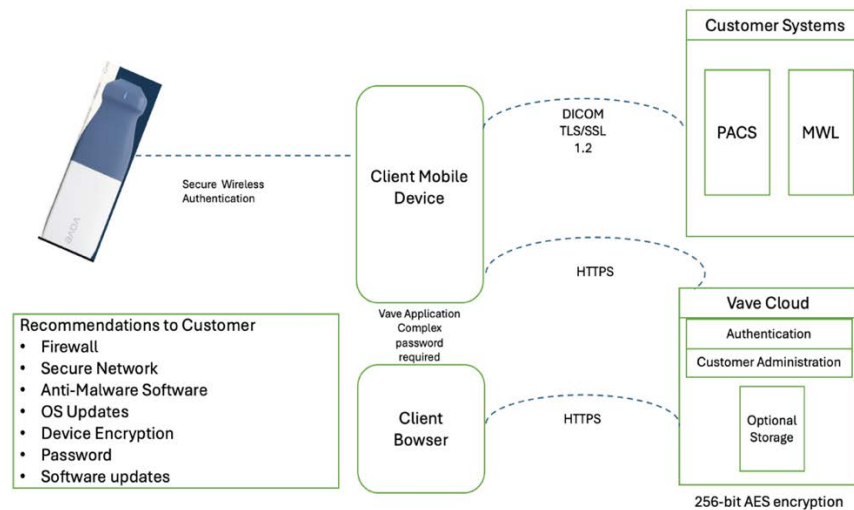 Customer Systems
PACS
MWL
DICOM
TLS/SSL
1.2
Client Mobile
Device
Secure Wireless
Authentication
vave
HTTPS
Vave Application
Complex
password
required
Vave Cloud
Authentication
Customer Administration
Optional
Storage
256-bit AES encryption
Client
Bowser
HTTPS
Recommendations to Customer
• Firewall
• Secure Network
• Anti-Malware Software
• OS Updates
• Device Encryption
• Password
• Software updates